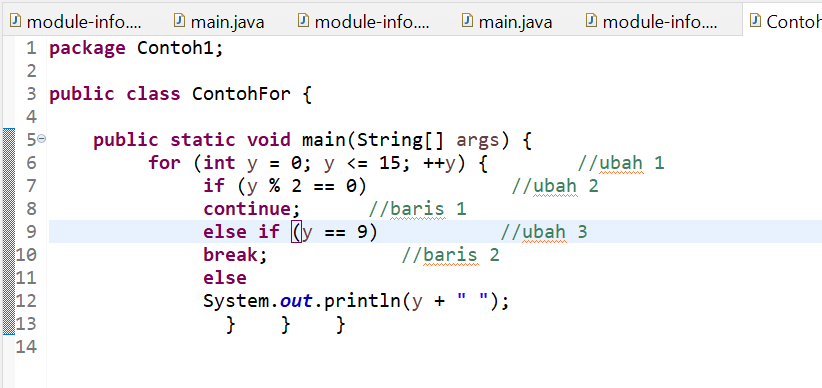 module-info.... main.java module-info.... main.java module-info.... Contoh
1 package Contoh1;
2
3 public class ContohFor {
4
5 public static void main(String[] args) {
6 for (int y = 0; y <= 15; ++y) { //ubah 1
7 if (y % 2 == 0) //ubah 2
8 continue; //baris 1
9 else if (y == 9) //ubah 3
10 break; //baris 2
11 else
12 System.out.println(y + " ");
13 } } }
14